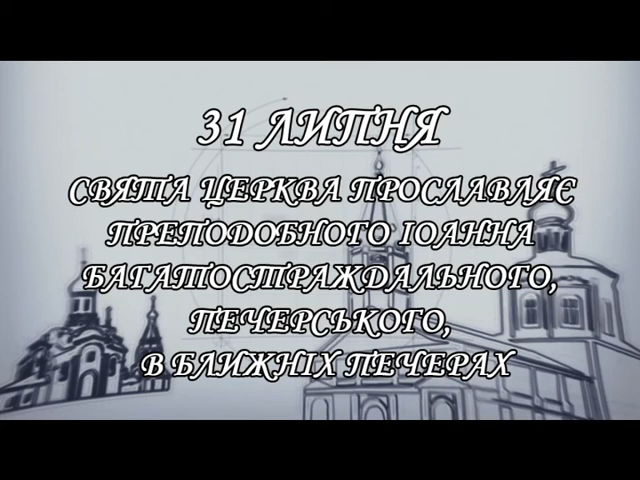 31 ЛИПНЯ
СВЯТА ЦЕРКВА ПРОСЛАВЛЯЄ
ПРЕПОДОБНОГО ІОАННА
БАГАТОСТРАЖДАЛЬНОГО,
ПЕЧЕРСЬКОГО,
В БЛИЖНІХ ПЕЧЕРАХ